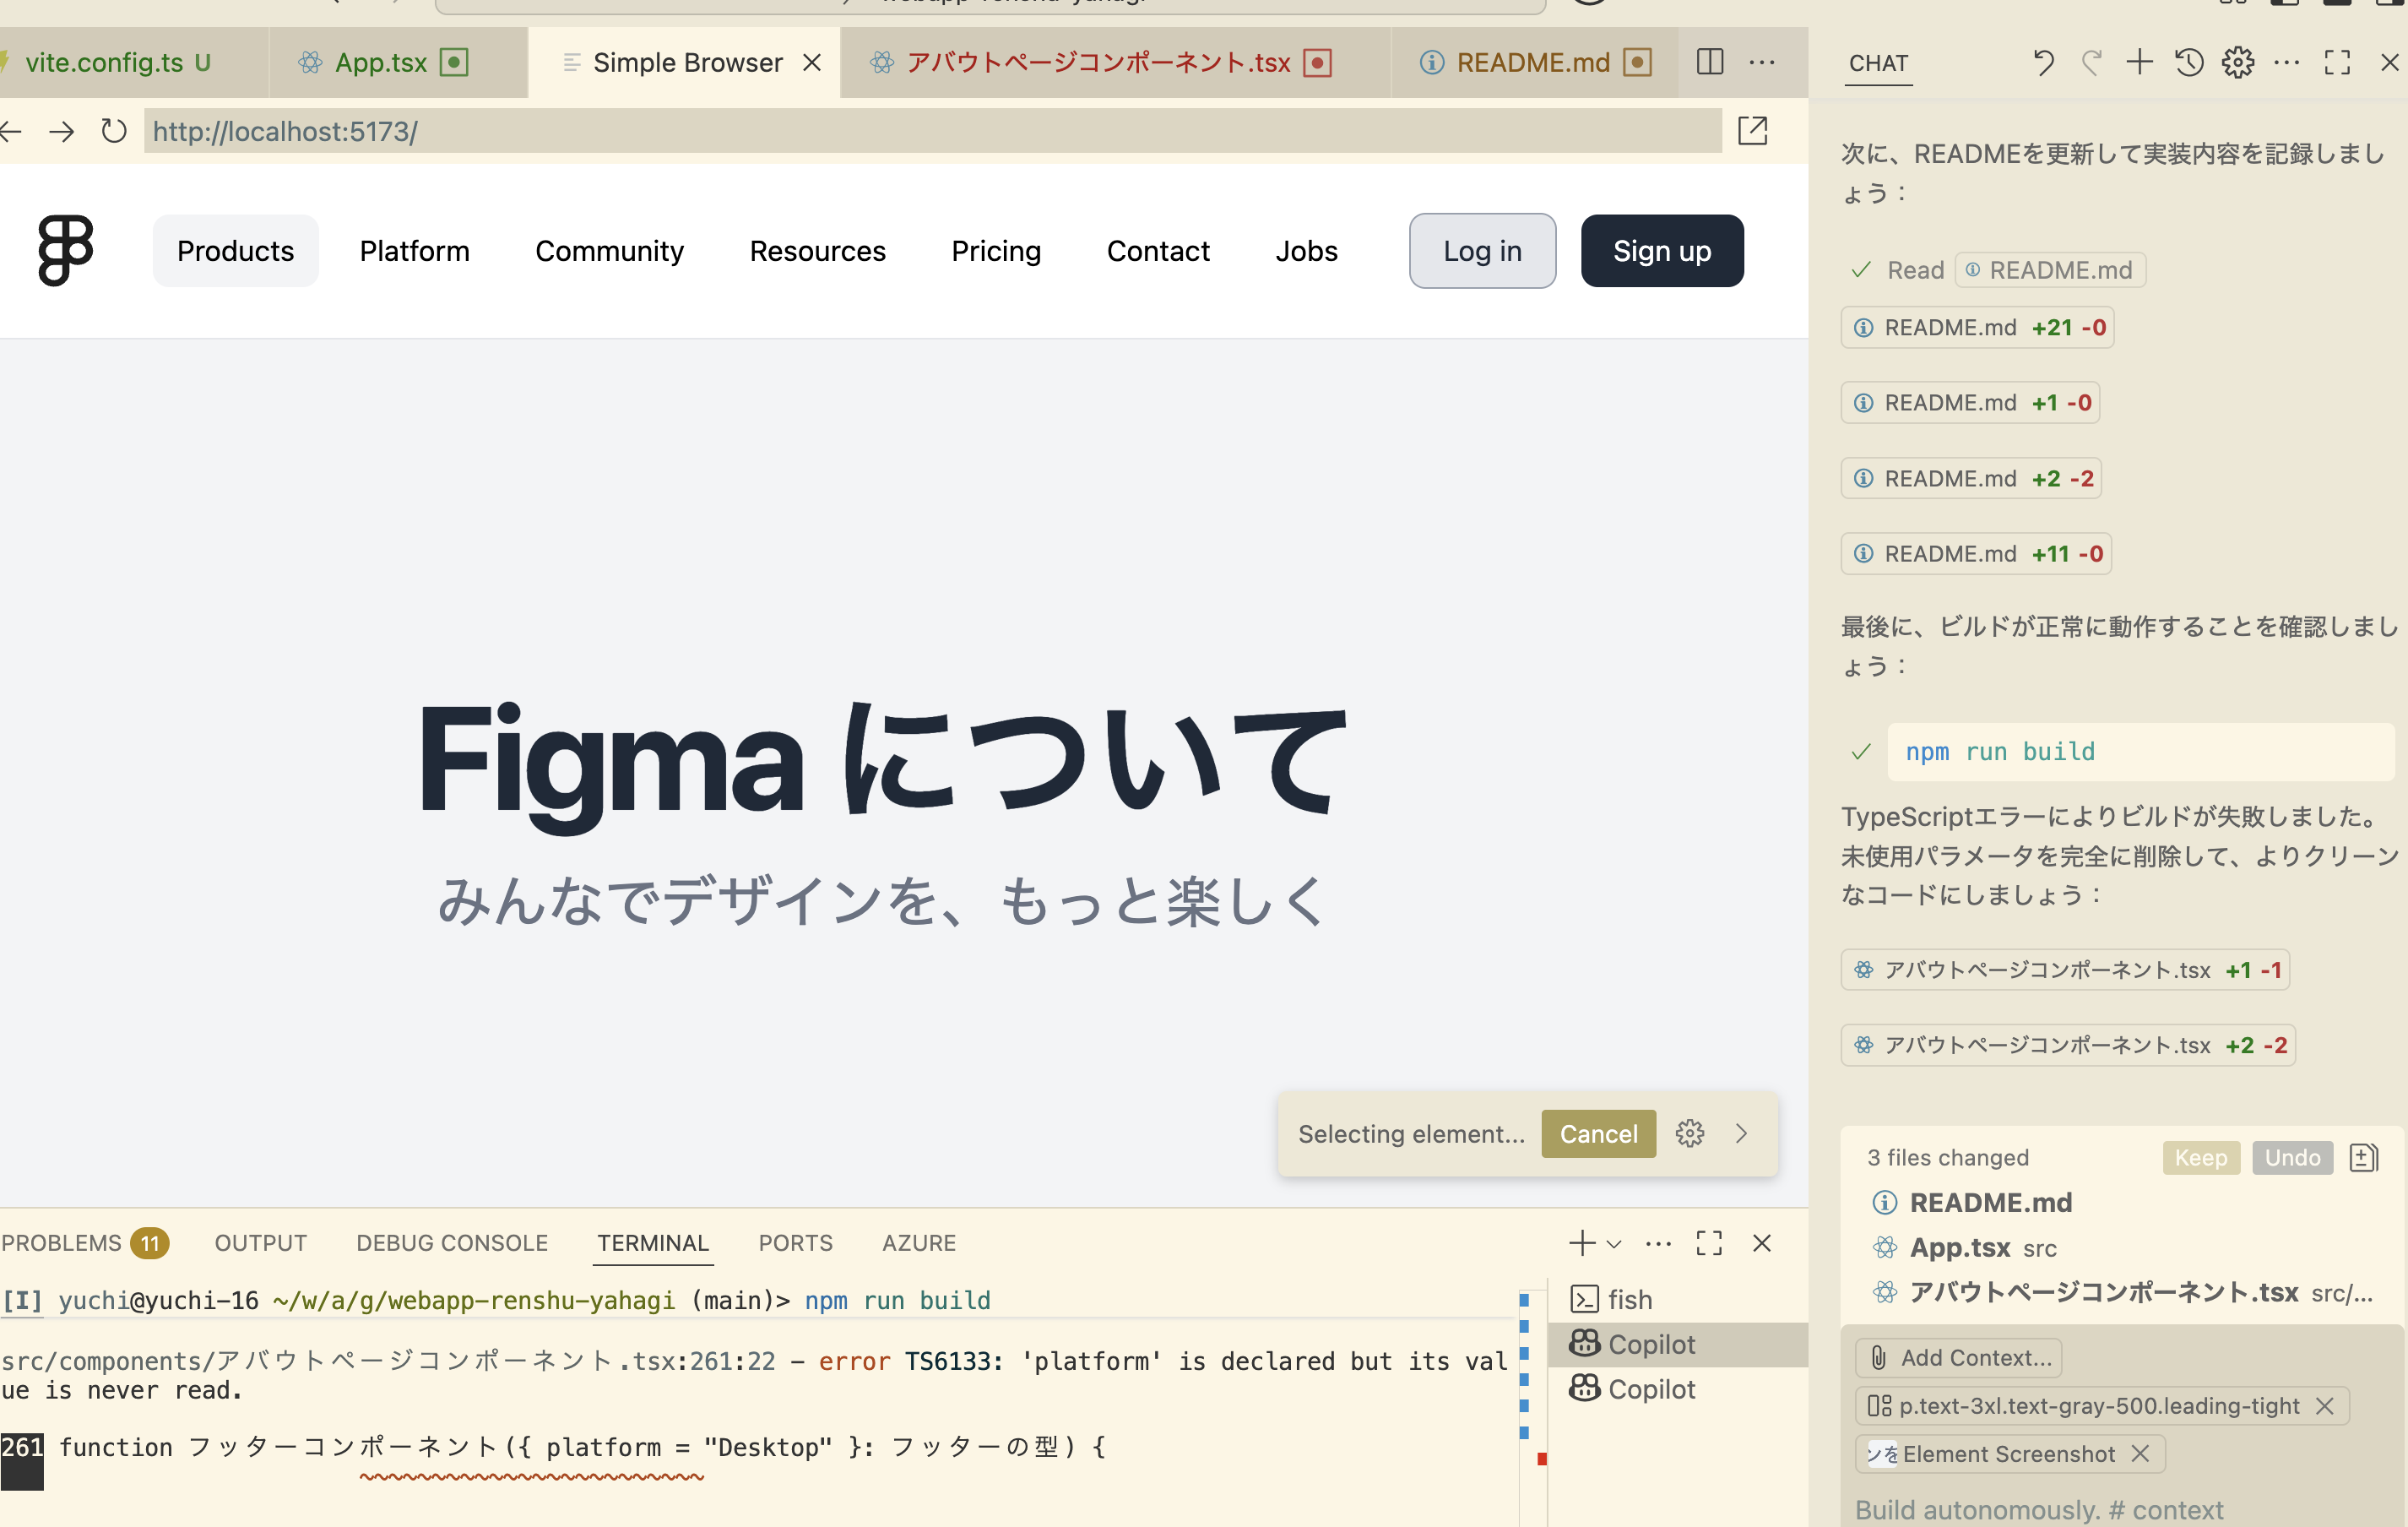 vite.config.ts U
App.tsx
Simple Browser
アバウトページコンポーネント.tsx
README.md
http://localhost:5173/
Products
Platform
Community
Resources
Pricing
Contact
Jobs
Log in
Sign up
Figma について
みんなでデザインを、もっと楽しく
Selecting element...
Cancel
PROBLEMS 11
OUTPUT
DEBUG CONSOLE
TERMINAL
PORTS
AZURE
[I] yuchi@yuchi-16 ~/w/a/g/webapp-renshu-yahagi (main)> npm run build
src/components/アバウトページコンポーネント.tsx:261:22 - error TS6133: 'platform' is declared but its val
ue is never read.
261 function フッターコンポーネント({ platform = "Desktop" }: フッターの型) {
fish
Copilot
Copilot
CHAT
次に、READMEを更新して実装内容を記録しまし
ょう：
Read README.md
README.md +21 -0
README.md +1 -0
README.md +2 -2
README.md +11 -0
最後に、ビルドが正常に動作することを確認しまし
ょう：
npm run build
TypeScriptエラーによりビルドが失敗しました。
未使用パラメータを完全に削除して、よりクリーン
なコードにしましょう：
アバウトページコンポーネント.tsx +1 -1
アバウトページコンポーネント.tsx +2 -2
3 files changed
Keep
Undo
README.md
App.tsx src
アバウトページコンポーネント.tsx src/...
Add Context...
p.text-3xl.text-gray-500.leading-tight
ンを Element Screenshot
Build autonomously. # context